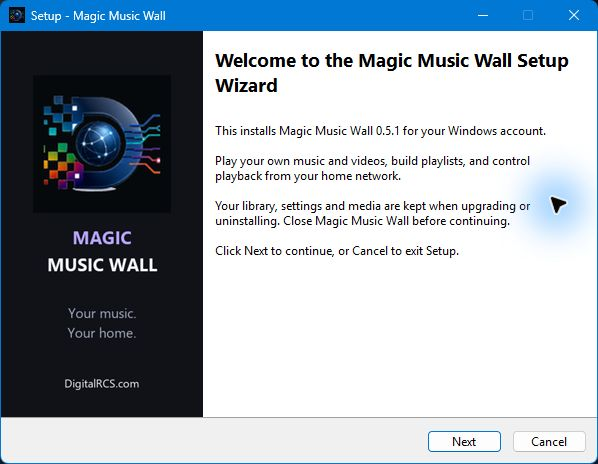 Setup - Magic Music Wall
MAGIC
MUSIC WALL
Your music.
Your home.
DigitalRCS.com
Welcome to the Magic Music Wall Setup
Wizard
This installs Magic Music Wall 0.5.1 for your Windows account.
Play your own music and videos, build playlists, and control
playback from your home network.
Your library, settings and media are kept when upgrading or
uninstalling. Close Magic Music Wall before continuing.
Click Next to continue, or Cancel to exit Setup.
Next
Cancel